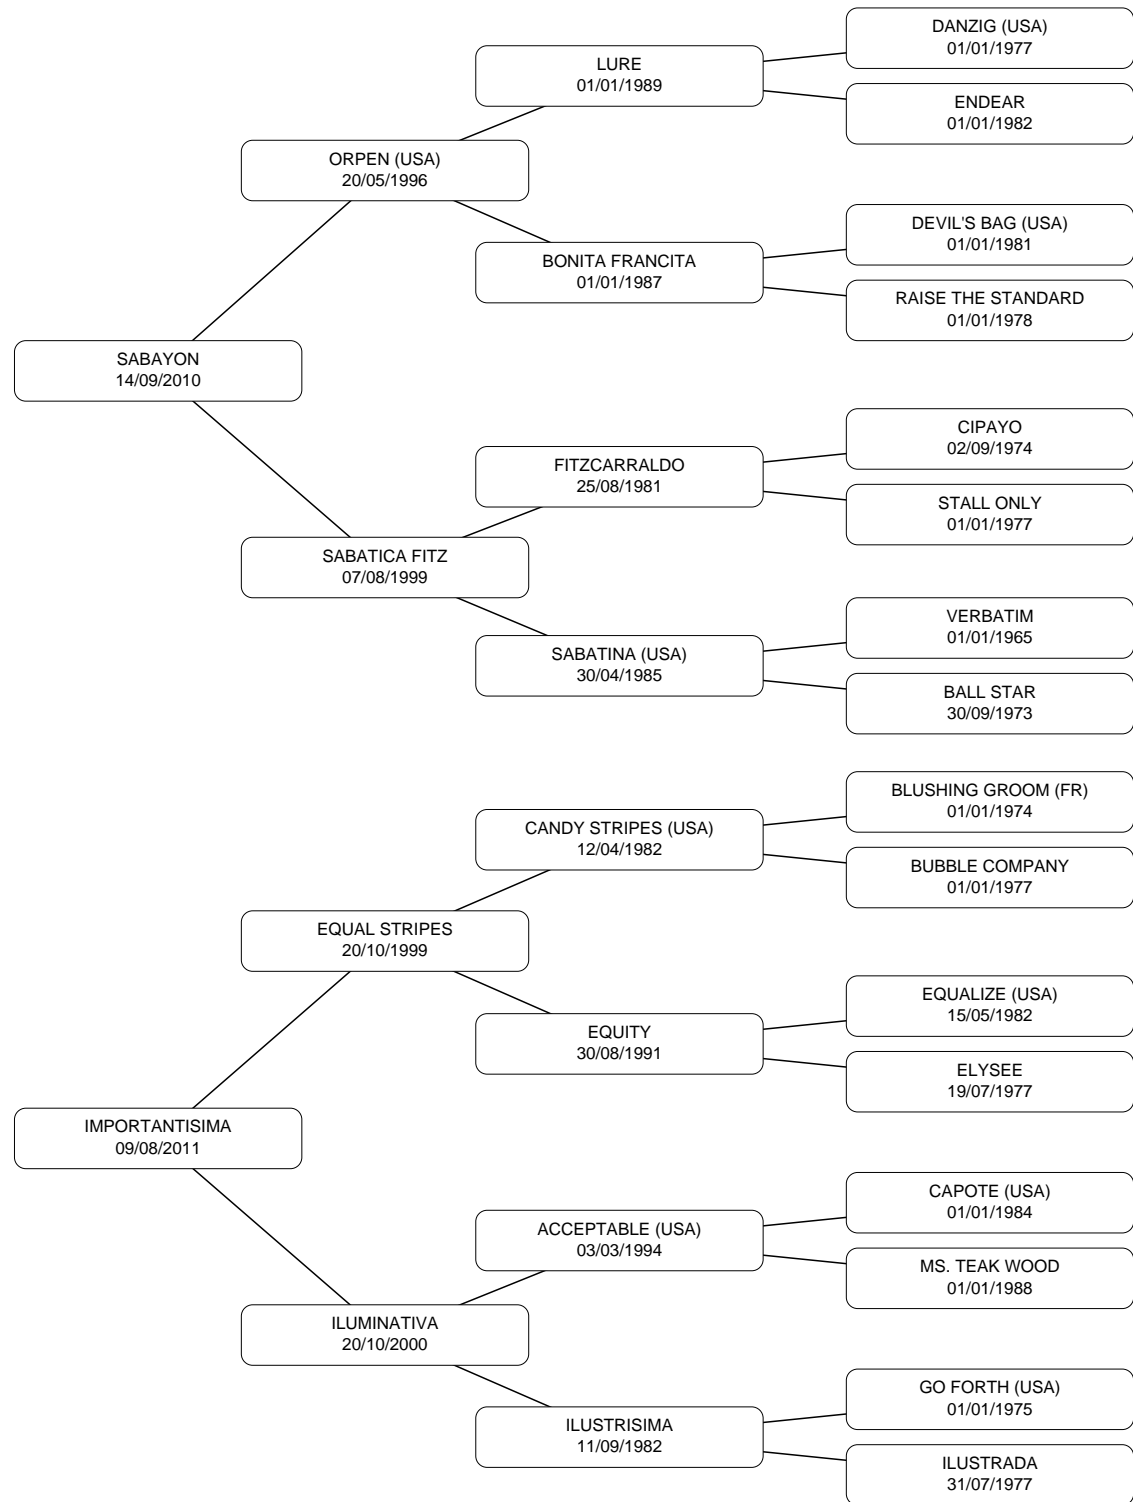 DANZIG (USA)
01/01/1977
LURE
01/01/1989
ENDEAR
01/01/1982
ORPEN (USA)
20/05/1996
DEVIL'S BAG (USA)
01/01/1981
BONITA FRANCITA
01/01/1987
RAISE THE STANDARD
01/01/1978
SABAYON
14/09/2010
CIPAYO
02/09/1974
FITZCARRALDO
25/08/1981
STALL ONLY
01/01/1977
SABATICA FITZ
07/08/1999
VERBATIM
01/01/1965
SABATINA (USA)
30/04/1985
BALL STAR
30/09/1973
BLUSHING GROOM (FR)
01/01/1974
CANDY STRIPES (USA)
12/04/1982
BUBBLE COMPANY
01/01/1977
EQUAL STRIPES
20/10/1999
EQUALIZE (USA)
15/05/1982
EQUITY
30/08/1991
ELYSEE
19/07/1977
IMPORTANTISIMA
09/08/2011
CAPOTE (USA)
01/01/1984
ACCEPTABLE (USA)
03/03/1994
MS. TEAK WOOD
01/01/1988
ILUMINATIVA
20/10/2000
GO FORTH (USA)
01/01/1975
ILUSTRISIMA
11/09/1982
ILUSTRADA
31/07/1977